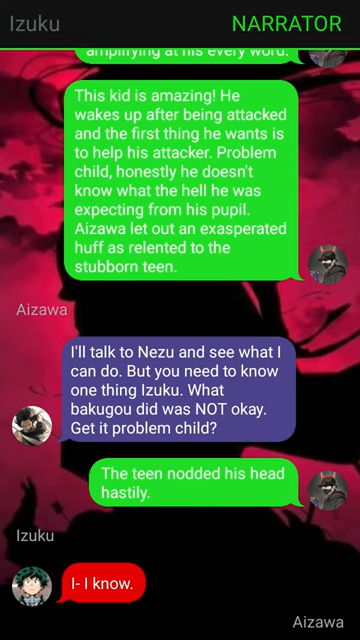 Izuku
NARRATOR
amplifying at his every word.
This kid is amazing! He
wakes up after being attacked
and the first thing he wants is
to help his attacker. Problem
child, honestly he doesn't
know what the hell he was
expecting from his pupil.
Aizawa let out an exasperated
huff as relented to the
stubborn teen.
Aizawa
I'll talk to Nezu and see what I
can do. But you need to know
one thing Izuku. What
bakugou did was NOT okay.
Get it problem child?
The teen nodded his head
hastily.
Izuku
I- I know.
Aizawa